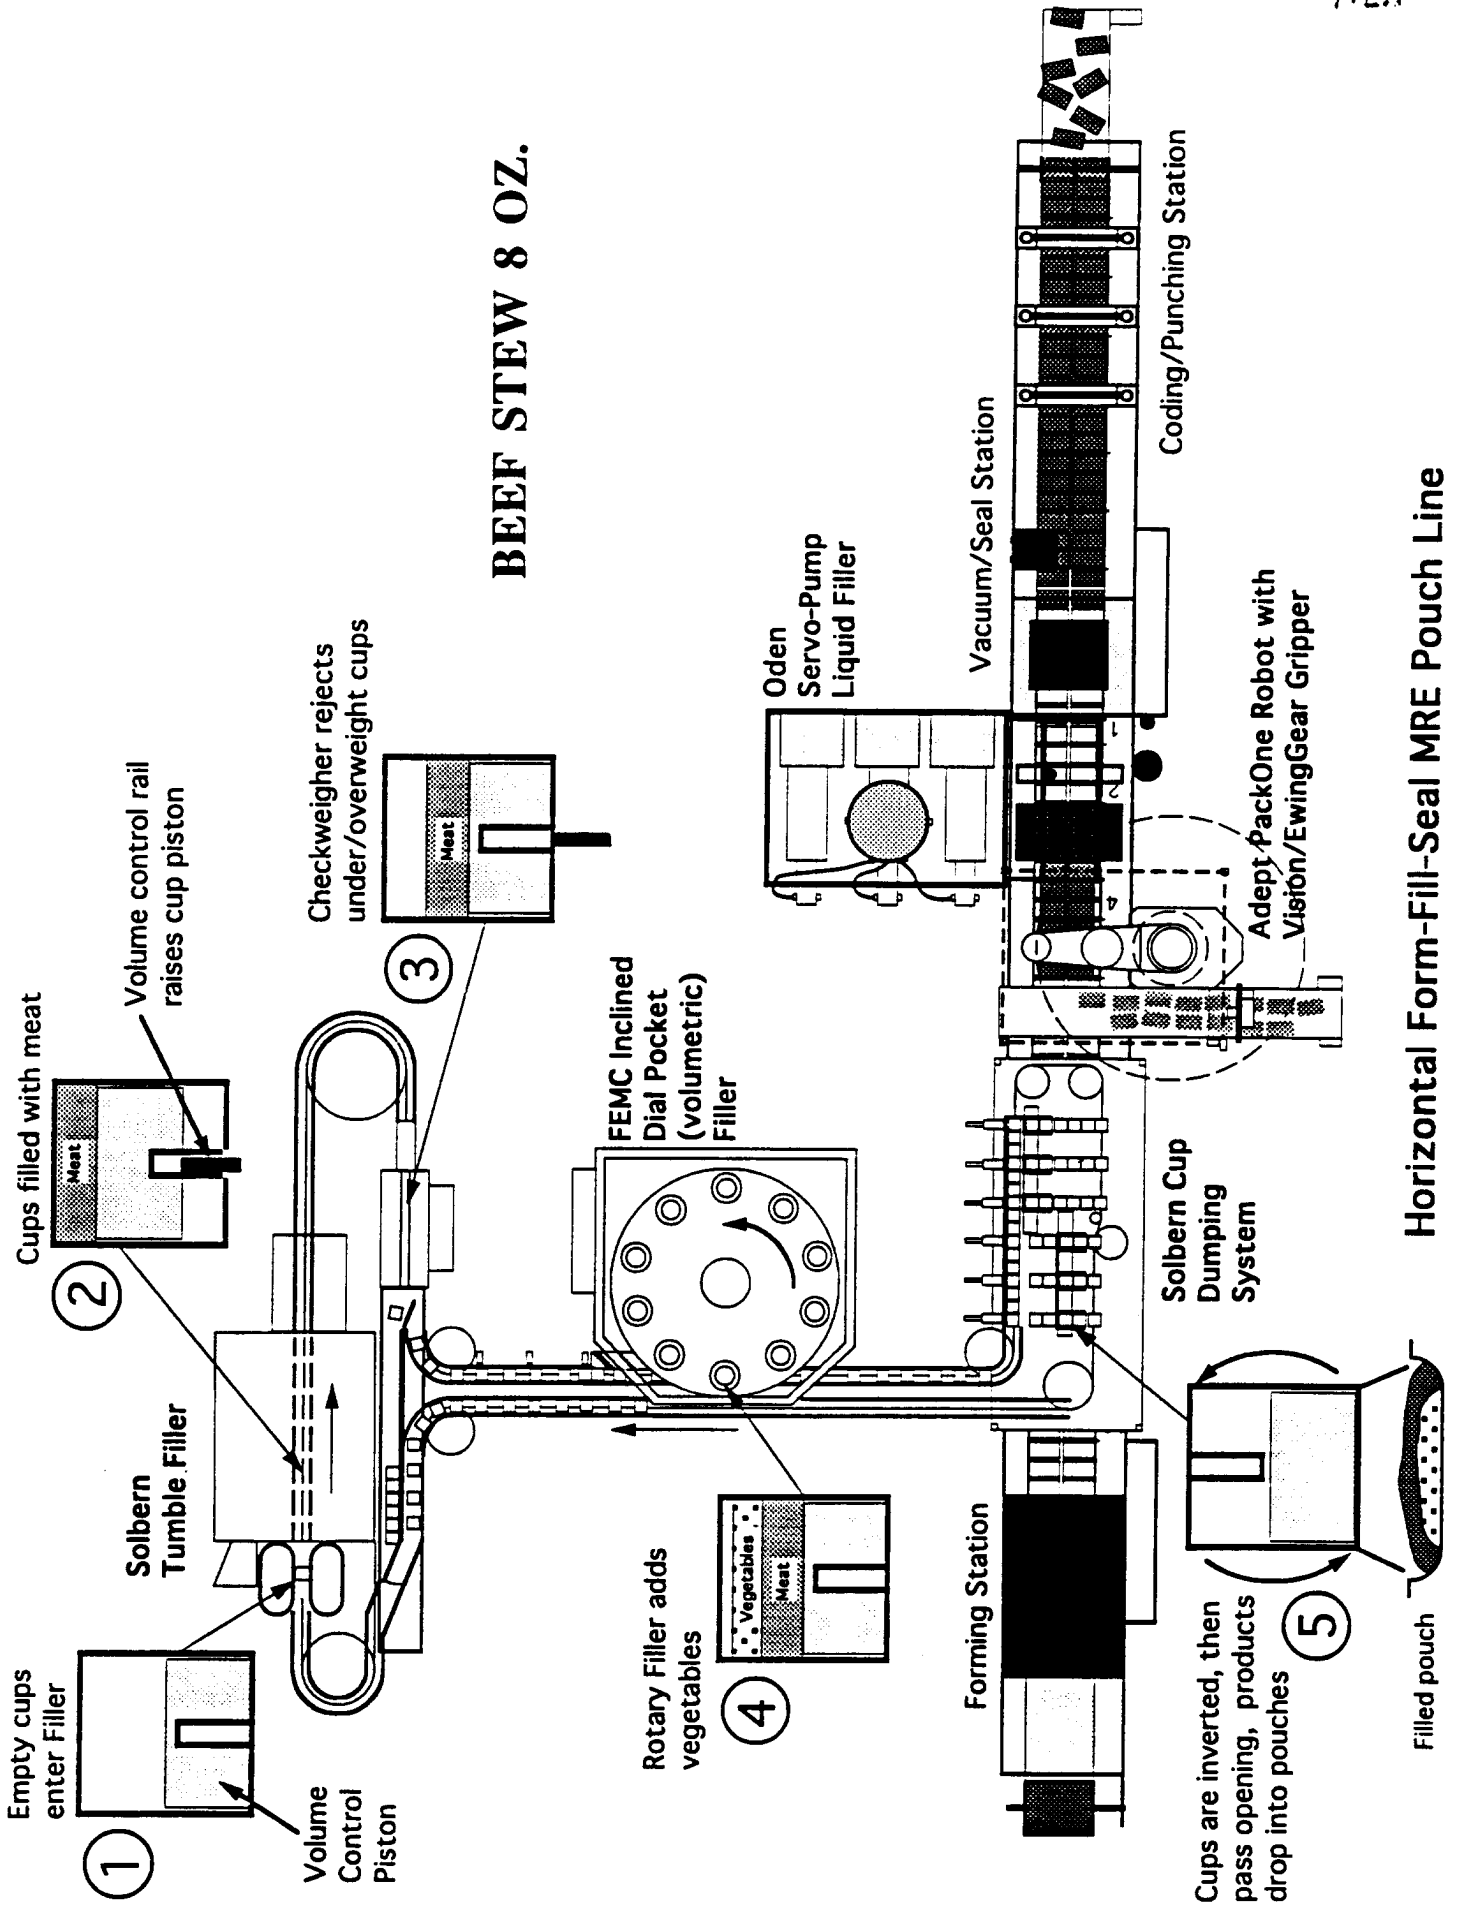 Empty cups
enter Filler
1
Volume
Control
Piston
Solbern
Tumble Filler
Cups filled with meat
2
Meat
Volume control rail
raises cup piston
Checkweigher rejects
under/overweight cups
3
Meat
BEEF STEW 8 OZ.
Rotary Filler adds
vegetables
4
Vegetables
Meat
FEMC Inclined
Dial Pocket
(volumetric)
Filler
Oden
Servo-Pump
Liquid Filler
Forming Station
Vacuum/Seal Station
1
2
4
Cups are inverted, then
pass opening, products
drop into pouches
5
Filled pouch
Solbern Cup
Dumping
System
Adept PackOne Robot with
Vision/EwingGear Gripper
Coding/Punching Station
Horizontal Form-Fill-Seal MRE Pouch Line